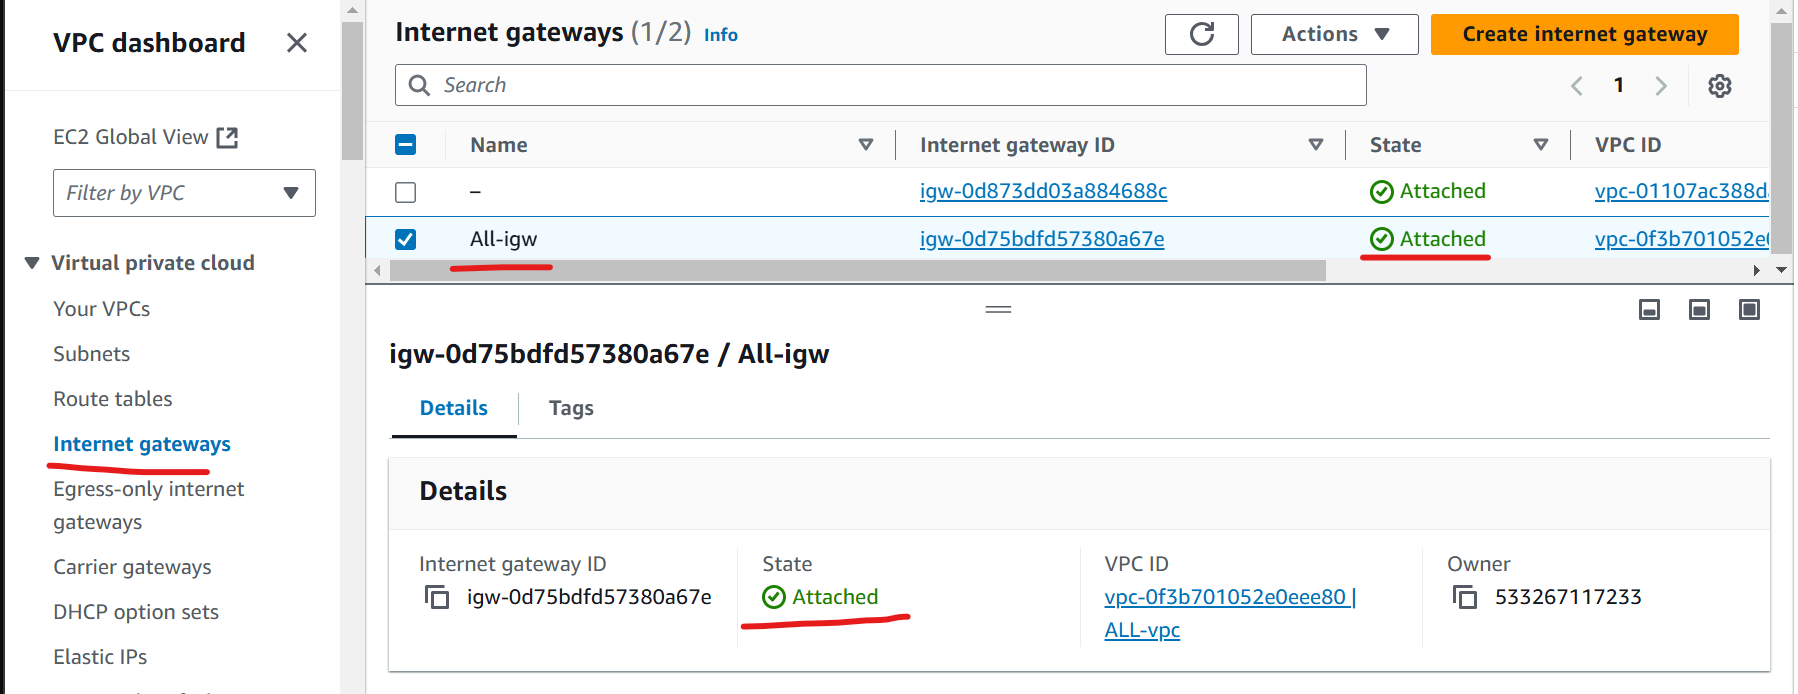 VPC dashboard
EC2 Global View
Filter by VPC
Virtual private cloud
Your VPCs
Subnets
Route tables
Internet gateways
Egress-only internet
gateways
Carrier gateways
DHCP option sets
Elastic IPs
Internet gateways (1/2) Info
Actions
Create internet gateway
Search
1
Name Internet gateway ID State VPC ID
– igw-0d873dd03a884688c Attached vpc-01107ac388d
All-igw igw-0d75bdfd57380a67e Attached vpc-0f3b701052e
igw-0d75bdfd57380a67e / All-igw
Details Tags
Details
Internet gateway ID State VPC ID Owner
igw-0d75bdfd57380a67e Attached vpc-0f3b701052e0eee80 | 533267117233
ALL-vpc